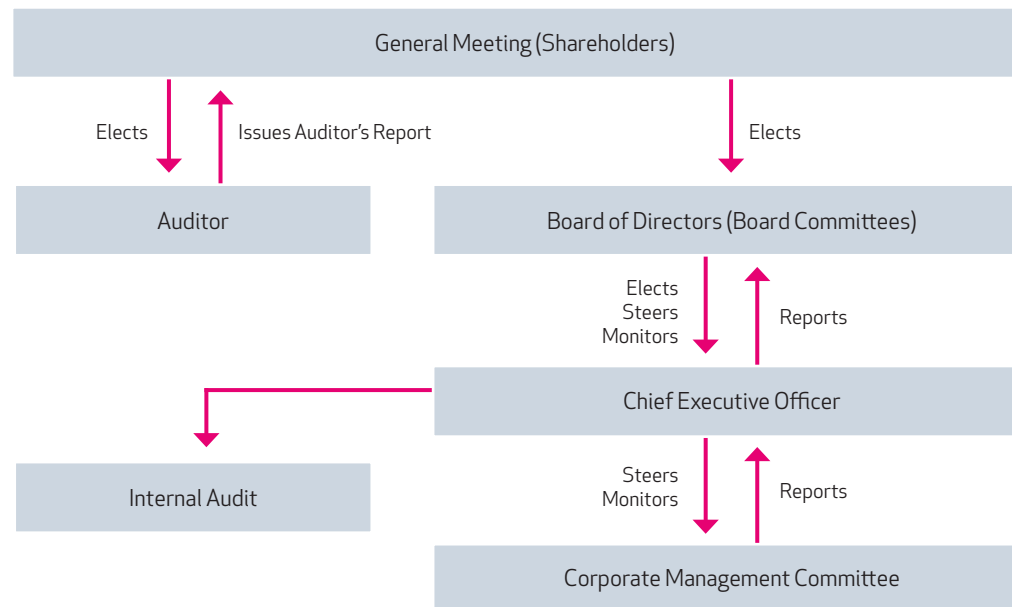 General Meeting (Shareholders)
Elects
Issues Auditor's Report
Elects
Auditor
Board of Directors (Board Committees)
Elects
Steers
Monitors
Reports
Chief Executive Officer
Internal Audit
Steers
Monitors
Reports
Corporate Management Committee